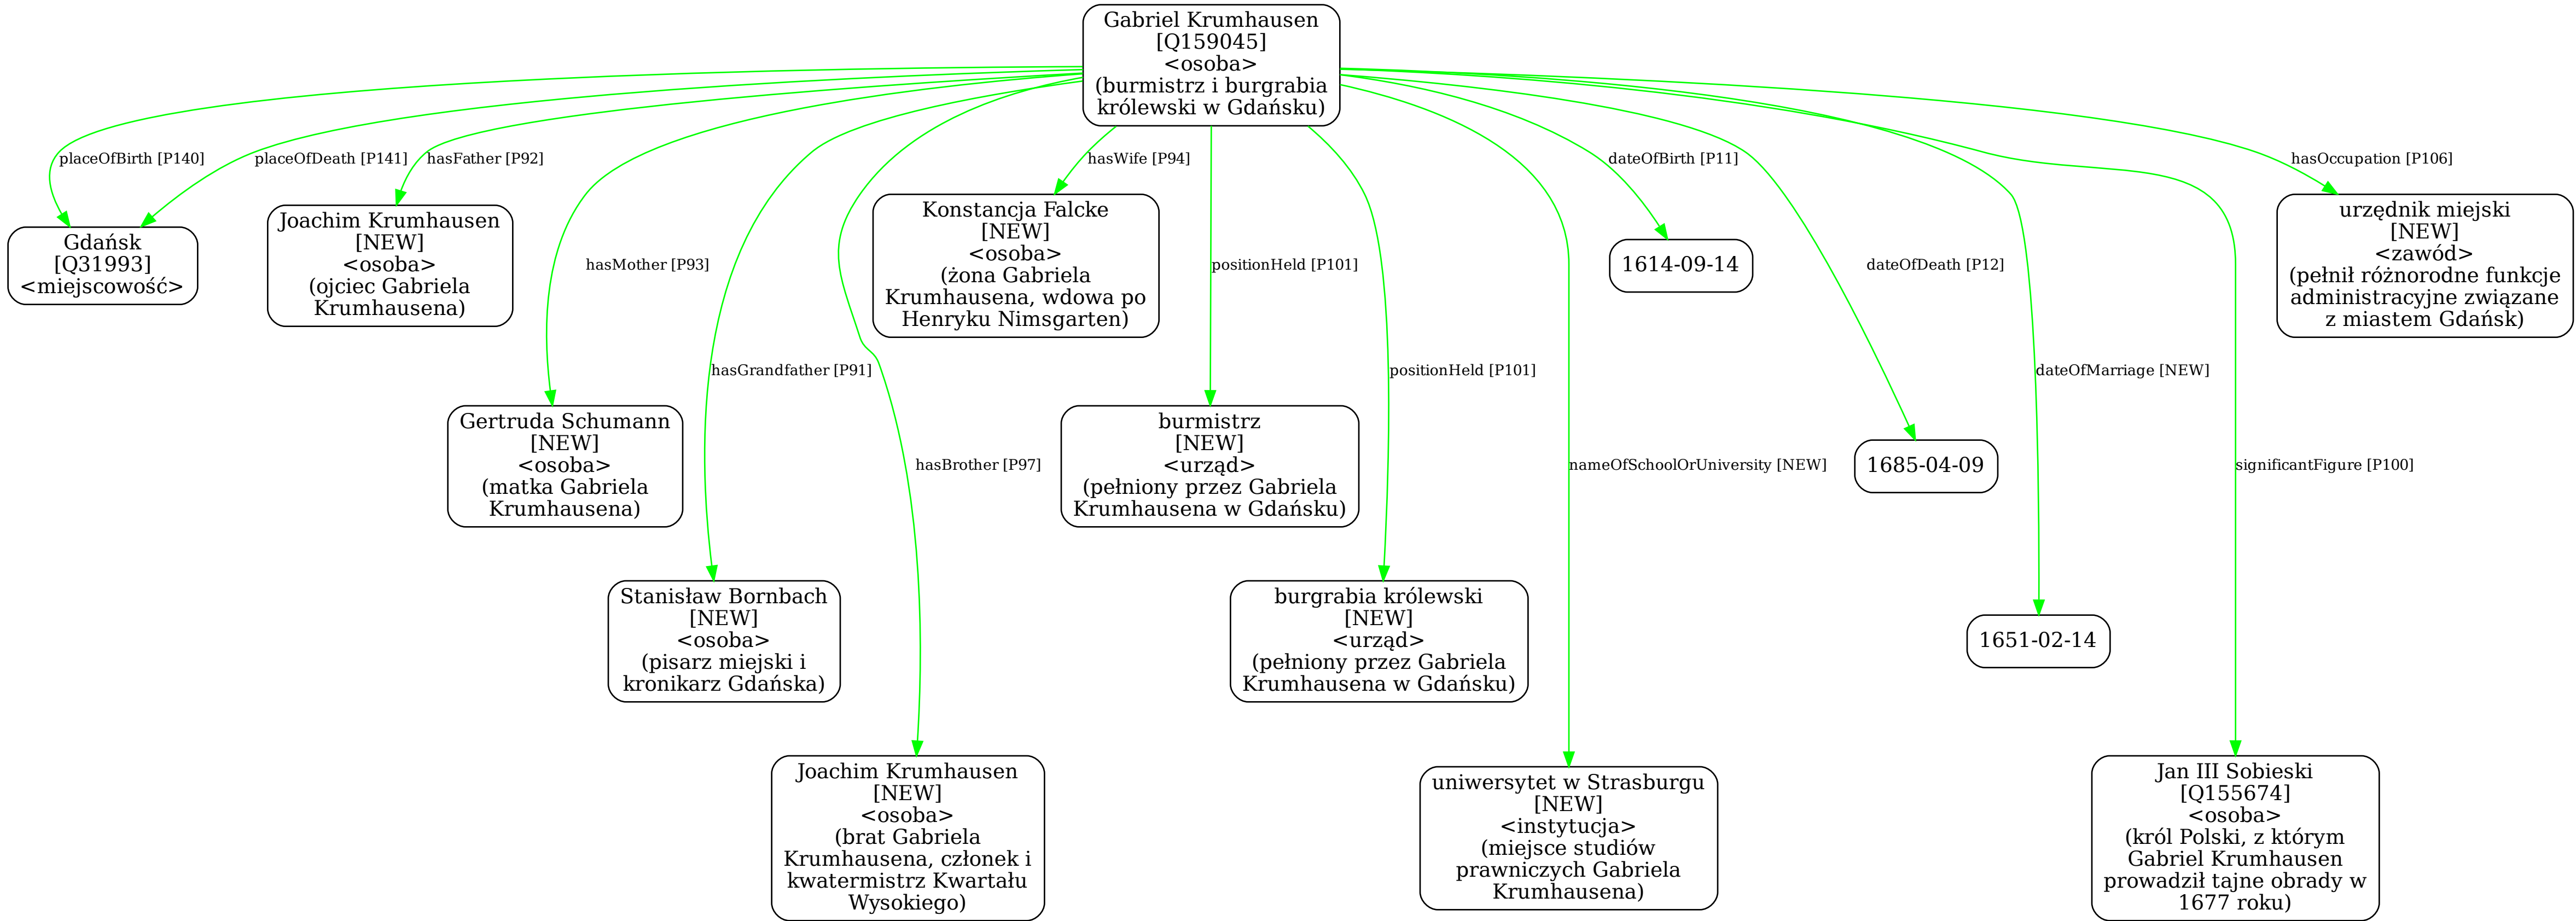 Gabriel Krumhausen
[Q159045]
<osoba>
(burmistrz i burgrabia
królewski w Gdańsku)
placeOfBirth [P140]
placeOfDeath [P141]
hasFather [P92]
hasWife [P94]
dateOfBirth [P11]
hasOccupation [P106]
Gdańsk
[Q31993]
<miejscowość>
Joachim Krumhausen
[NEW]
<osoba>
(ojciec Gabriela
Krumhausena)
hasMother [P93]
Konstancja Falcke
[NEW]
<osoba>
(żona Gabriela
Krumhausena, wdowa po
Henryku Nimsgarten)
positionHeld [P101]
1614-09-14
dateOfDeath [P12]
urzędnik miejski
[NEW]
<zawód>
(pełnił różnorodne funkcje
administracyjne związane
z miastem Gdańsk)
hasGrandfather [P91]
positionHeld [P101]
dateOfMarriage [NEW]
Gertruda Schumann
[NEW]
<osoba>
(matka Gabriela
Krumhausena)
hasBrother [P97]
burmistrz
[NEW]
<urząd>
(pełniony przez Gabriela
Krumhausena w Gdańsku)
nameOfSchoolOrUniversity [NEW]
1685-04-09
significantFigure [P100]
Stanisław Bornbach
[NEW]
<osoba>
(pisarz miejski i
kronikarz Gdańska)
burgrabia królewski
[NEW]
<urząd>
(pełniony przez Gabriela
Krumhausena w Gdańsku)
1651-02-14
Joachim Krumhausen
[NEW]
<osoba>
(brat Gabriela
Krumhausena, członek i
kwatermistrz Kwartału
Wysokiego)
uniwersytet w Strasburgu
[NEW]
<instytucja>
(miejsce studiów
prawniczych Gabriela
Krumhausena)
Jan III Sobieski
[Q155674]
<osoba>
(król Polski, z którym
Gabriel Krumhausen
prowadził tajne obrady w
1677 roku)